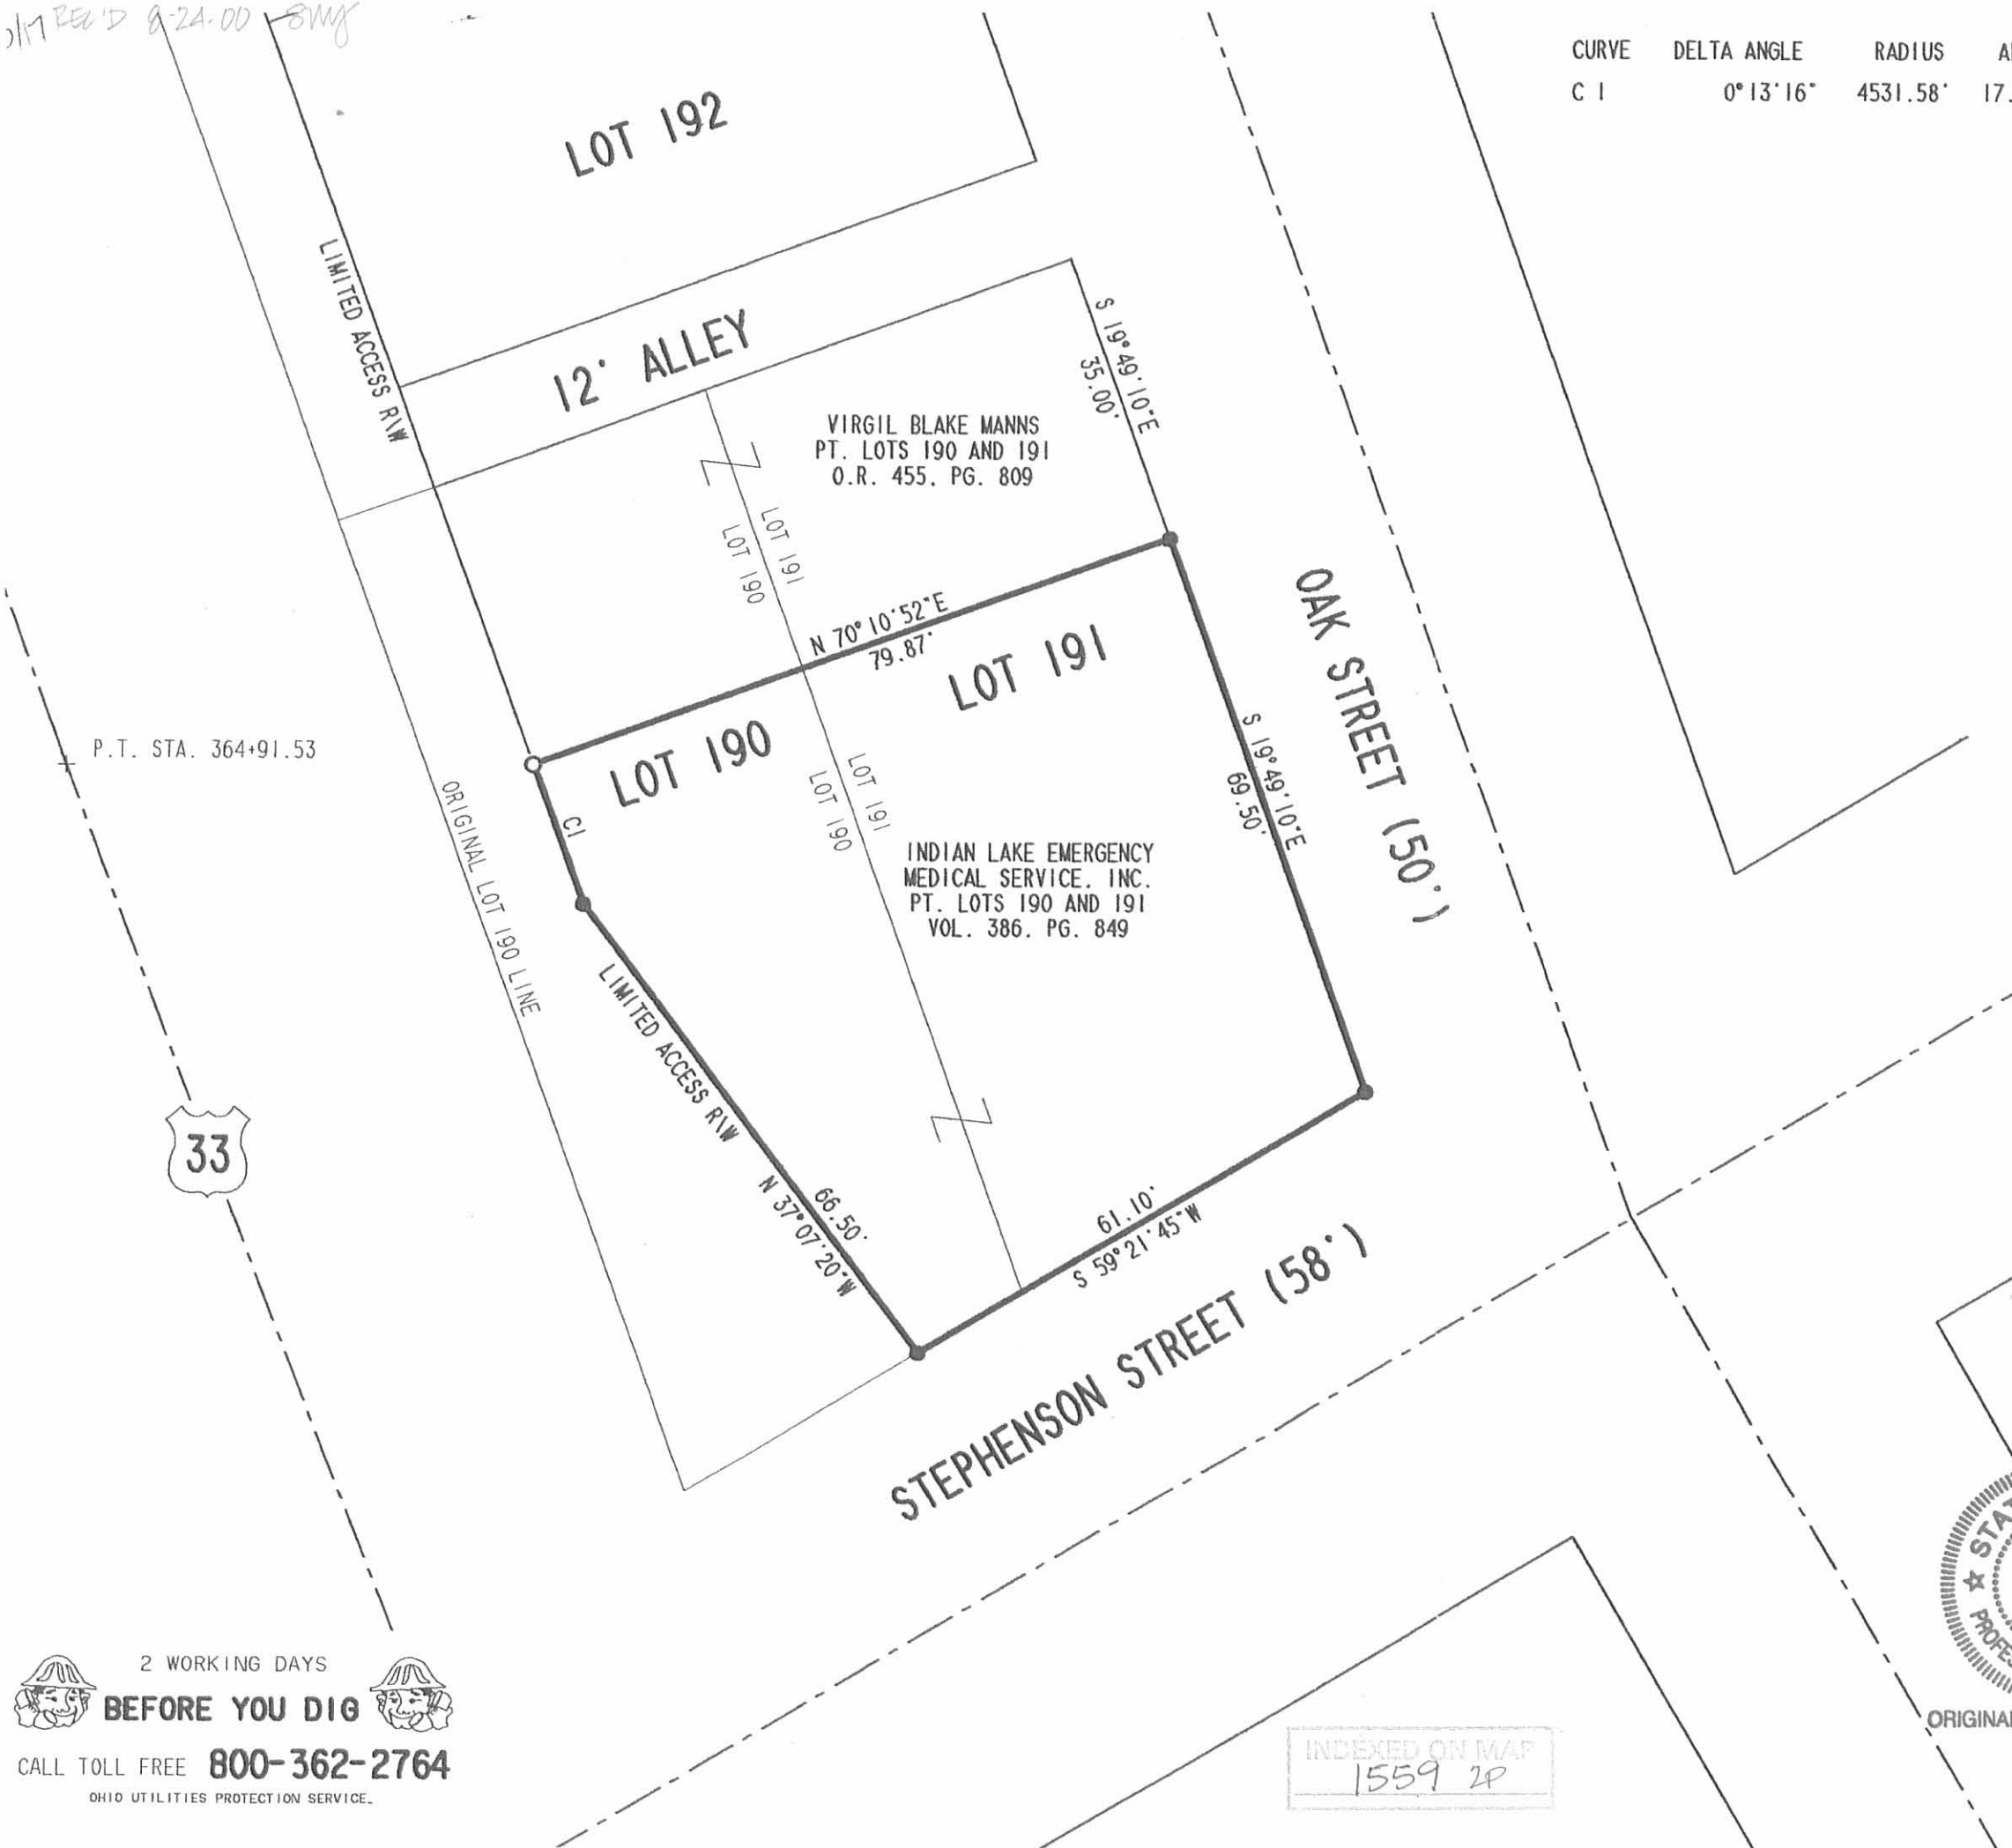 REC'D 8-24-00
CURVE DELTA ANGLE RADIUS
C 1 0°13'16" 4531.58' 17.
LOT 192
LIMITED ACCESS R\W
12' ALLEY
S 19°49'10"E
35.00'
VIRGIL BLAKE MANNS
PT. LOTS 190 AND 191
O.R. 455, PG. 809
LOT 191
LOT 190
N 70°10'52"E
79.87'
LOT 191
LOT 190
OAK STREET (50')
P.T. STA. 364+91.53
C1
LOT 191
LOT 190
S 19°49'10"E
69.50'
ORIGINAL LOT 190 LINE
INDIAN LAKE EMERGENCY
MEDICAL SERVICE, INC.
PT. LOTS 190 AND 191
VOL. 386, PG. 849
LIMITED ACCESS R\W
33
66.50'
N 37°07'20"W
61.10'
S 59°21'45"W
STEPHENSON STREET (58')
2 WORKING DAYS
BEFORE YOU DIG
CALL TOLL FREE 800-362-2764
OHIO UTILITIES PROTECTION SERVICE.
INDEXED ON MAP
1559 2P